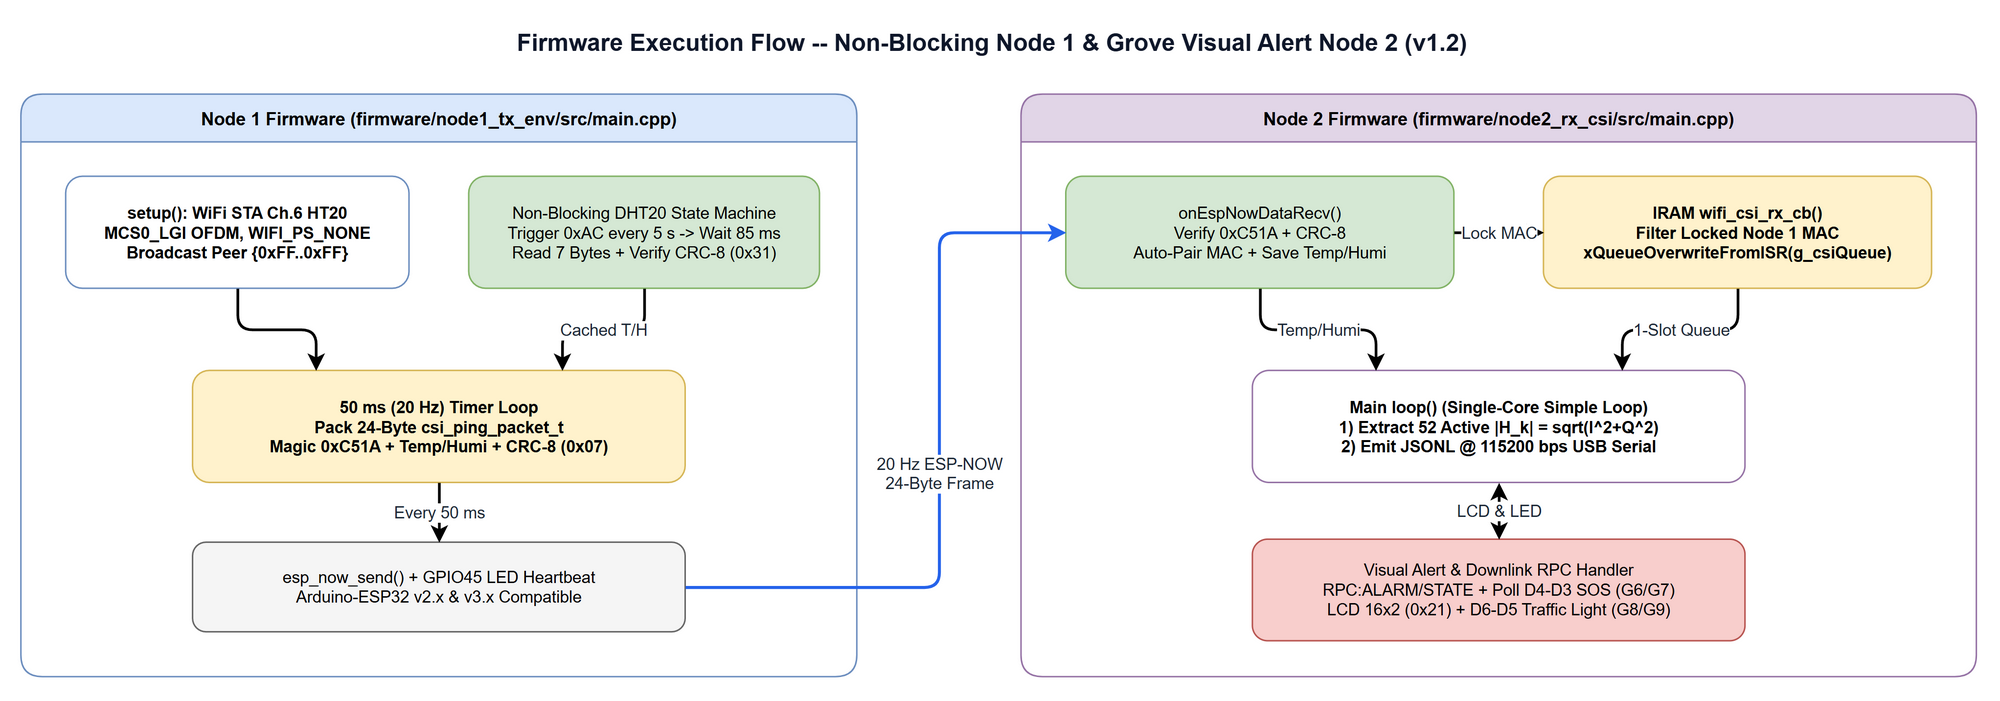 Firmware Execution Flow -- Non-Blocking Node 1 & Grove Visual Alert Node 2 (v1.2)
Node 1 Firmware (firmware/node1_tx_env/src/main.cpp)
setup(): WiFi STA Ch.6 HT20
MCS0_LGI OFDM, WIFI_PS_NONE
Broadcast Peer {0xFF..0xFF}
Non-Blocking DHT20 State Machine
Trigger 0xAC every 5 s -> Wait 85 ms
Read 7 Bytes + Verify CRC-8 (0x31)
Cached T/H
50 ms (20 Hz) Timer Loop
Pack 24-Byte csi_ping_packet_t
Magic 0xC51A + Temp/Humi + CRC-8 (0x07)
Every 50 ms
esp_now_send() + GPIO45 LED Heartbeat
Arduino-ESP32 v2.x & v3.x Compatible
20 Hz ESP-NOW
24-Byte Frame
Node 2 Firmware (firmware/node2_rx_csi/src/main.cpp)
onEspNowDataRecv()
Verify 0xC51A + CRC-8
Auto-Pair MAC + Save Temp/Humi
Lock MAC
IRAM wifi_csi_rx_cb()
Filter Locked Node 1 MAC
xQueueOverwriteFromISR(g_csiQueue)
Temp/Humi
1-Slot Queue
Main loop() (Single-Core Simple Loop)
1) Extract 52 Active |H_k| = sqrt(I^2+Q^2)
2) Emit JSONL @ 115200 bps USB Serial
LCD & LED
Visual Alert & Downlink RPC Handler
RPC:ALARM/STATE + Poll D4-D3 SOS (G6/G7)
LCD 16x2 (0x21) + D6-D5 Traffic Light (G8/G9)